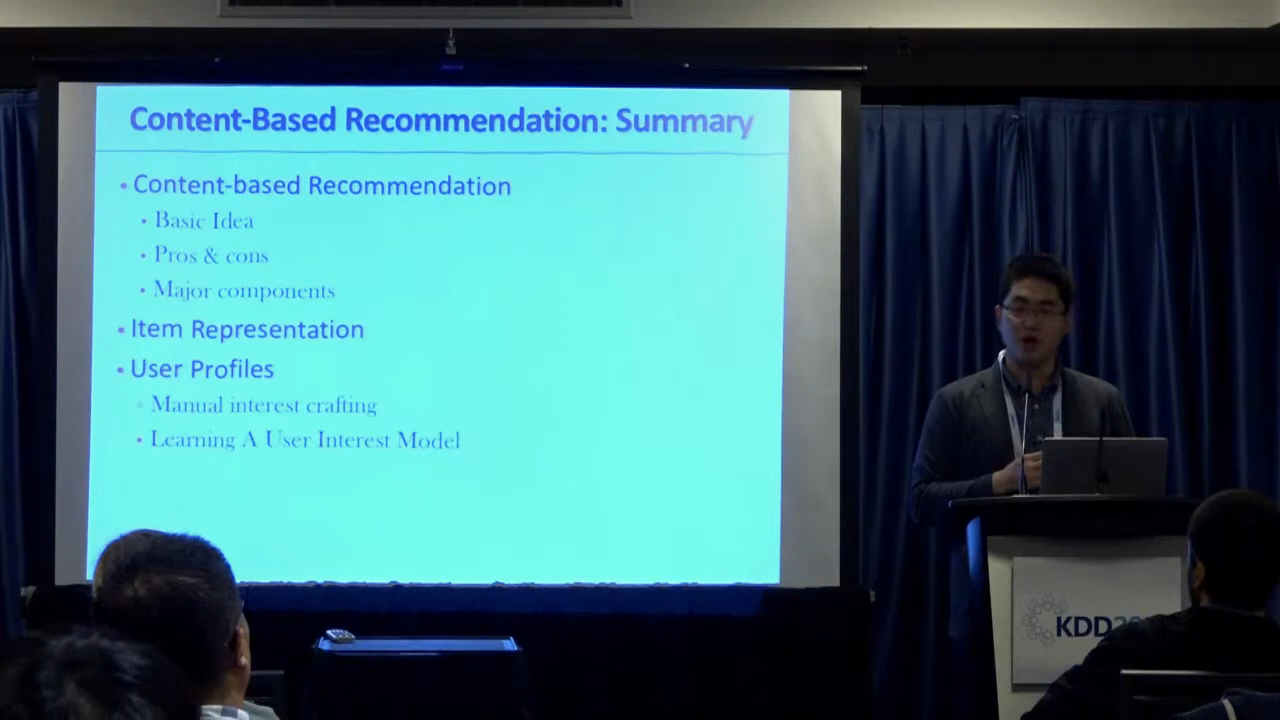 Content-Based Recommendation: Summary
• Content-based Recommendation
• Basic Idea
• Pros & cons
• Major components
• Item Representation
• User Profiles
• Manual interest crafting
• Learning A User Interest Model
KDD20